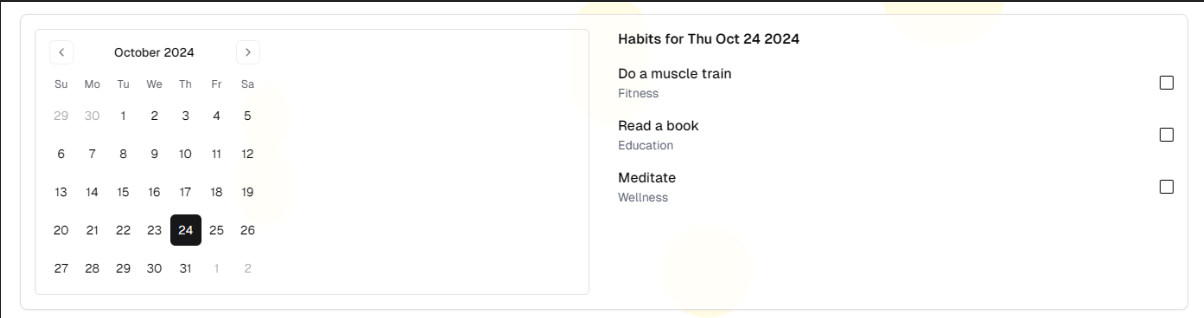 October 2024
Su Mo Tu We Th Fr Sa
29 30 1 2 3 4 5
6 7 8 9 10 11 12
13 14 15 16 17 18 19
20 21 22 23 24 25 26
27 28 29 30 31 1 2
Habits for Thu Oct 24 2024
Do a muscle train
Fitness
Read a book
Education
Meditate
Wellness